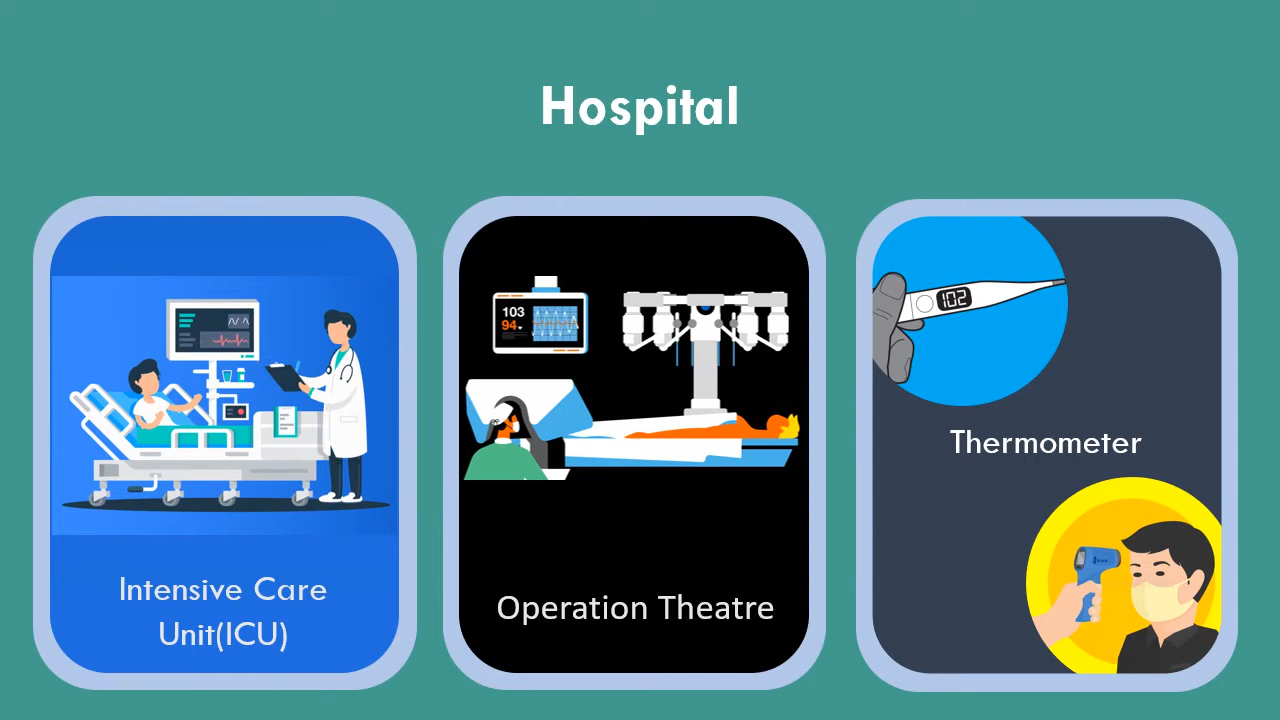 Hospital
Intensive Care
Unit(ICU)
103
94
Operation Theatre
102
Thermometer